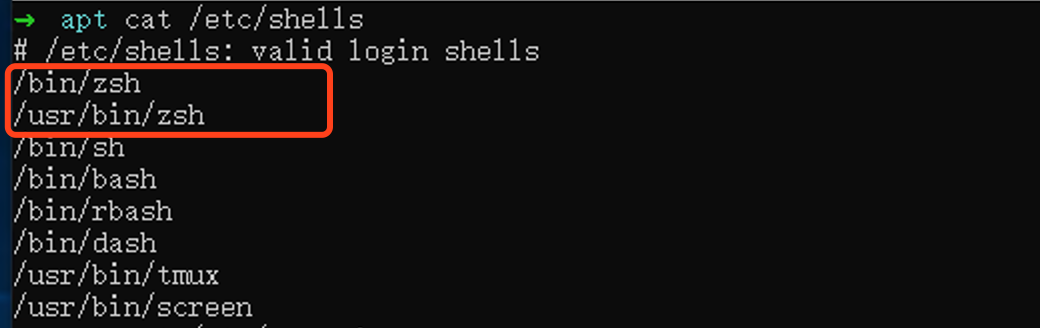 → apt cat /etc/shells
# /etc/shells: valid login shells
/bin/zsh
/usr/bin/zsh
/bin/sh
/bin/bash
/bin/rbash
/bin/dash
/usr/bin/tmux
/usr/bin/screen